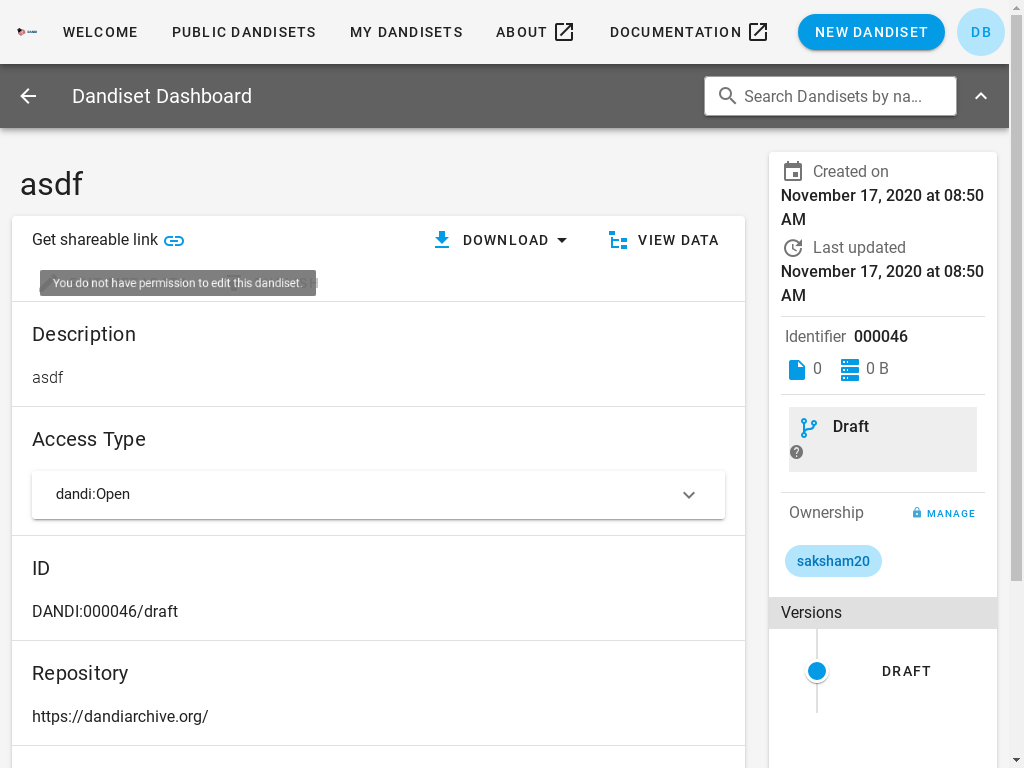 WELCOME PUBLIC DANDISETS MY DANDISETS ABOUT DOCUMENTATION NEW DANDISET DB
Dandiset Dashboard Search Dandisets by na...
asdf
Get shareable link DOWNLOAD VIEW DATA
You do not have permission to edit this dandiset.
Description
asdf
Access Type
dandi:Open
ID
DANDI:000046/draft
Repository
https://dandiarchive.org/
Created on
November 17, 2020 at 08:50
AM
Last updated
November 17, 2020 at 08:50
AM
Identifier 000046
0 0 B
Draft
Ownership MANAGE
saksham20
Versions
DRAFT